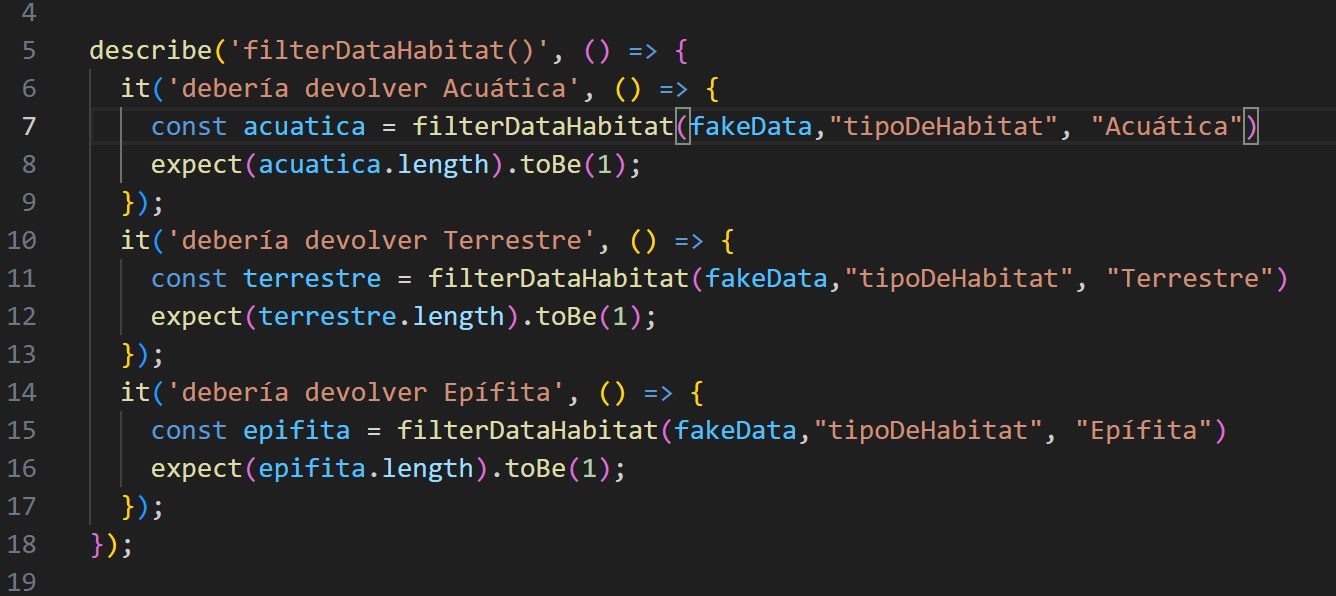 4
5 describe('filterDataHabitat()', () => {
6 it('debería devolver Acuática', () => {
7 const acuatica = filterDataHabitat(fakeData,"tipoDeHabitat", "Acuática")
8 expect(acuatica.length).toBe(1);
9 });
10 it('debería devolver Terrestre', () => {
11 const terrestre = filterDataHabitat(fakeData,"tipoDeHabitat", "Terrestre")
12 expect(terrestre.length).toBe(1);
13 });
14 it('debería devolver Epífita', () => {
15 const epifita = filterDataHabitat(fakeData,"tipoDeHabitat", "Epífita")
16 expect(epifita.length).toBe(1);
17 });
18 });
19